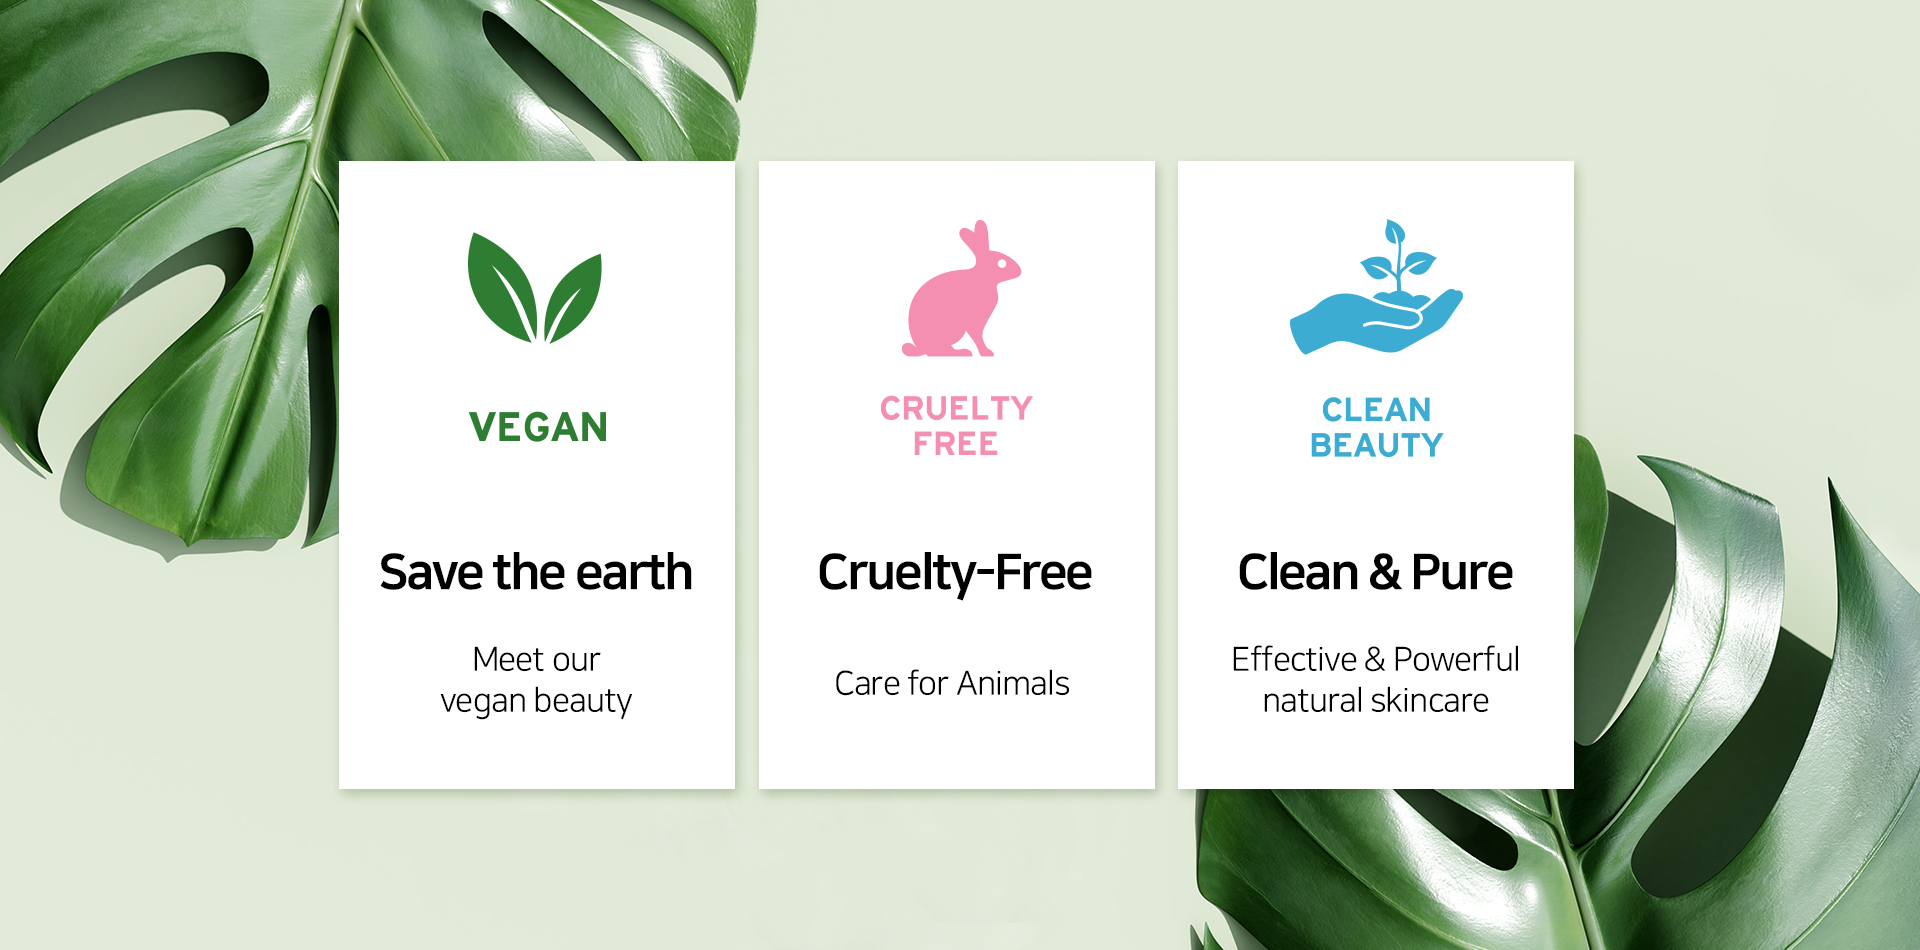 VEGAN
Save the earth
Meet our
vegan beauty
CRUELTY
FREE
Cruelty-Free
Care for Animals
CLEAN
BEAUTY
Clean & Pure
Effective & Powerful
natural skincare